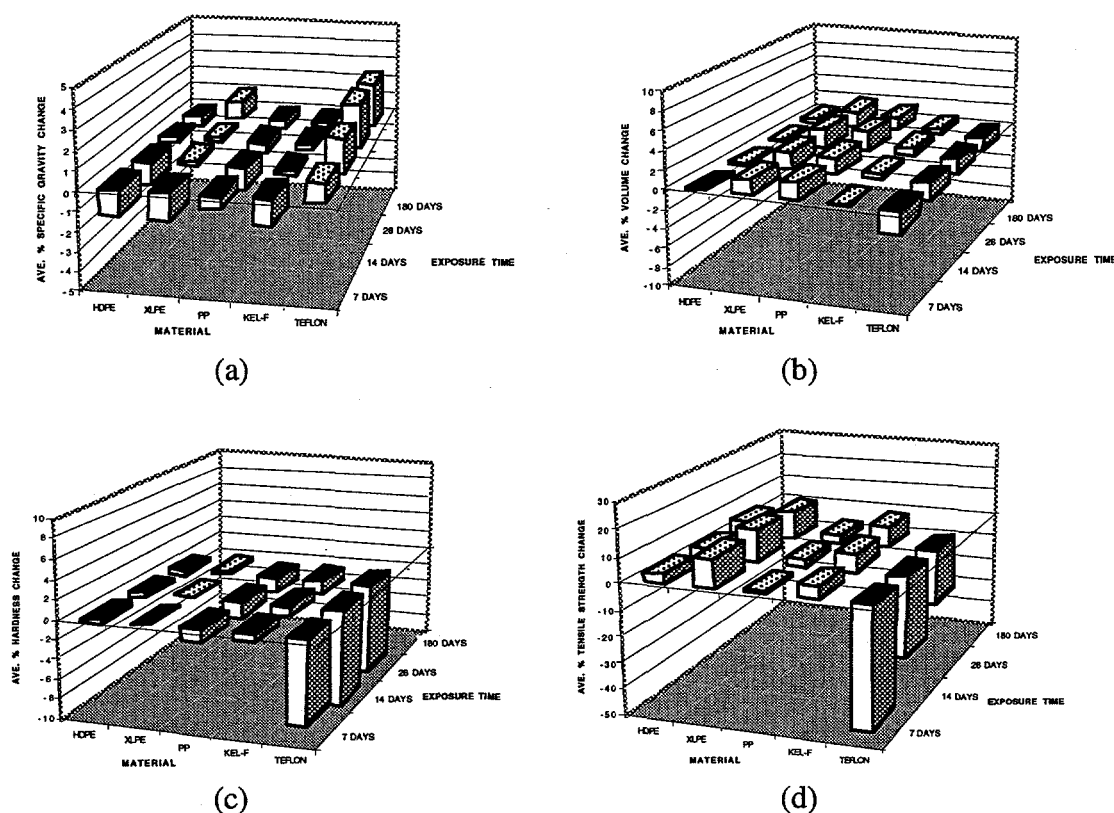 AVE. % SPECIFIC GRAVITY CHANGE
5
4
3
2
1
0
-1
-2
-3
-4
-5
HDPE
XLPE
PP
KEL-F
TEFLON
MATERIAL
7 DAYS
14 DAYS
28 DAYS
180 DAYS
EXPOSURE TIME
(a)
AVE. % VOLUME CHANGE
10
8
6
4
2
0
-2
-4
-6
-8
-10
HDPE
XLPE
PP
KEL-F
TEFLON
MATERIAL
7 DAYS
14 DAYS
28 DAYS
180 DAYS
EXPOSURE TIME
(b)
AVE. % HARDNESS CHANGE
10
8
6
4
2
0
-2
-4
-6
-8
-10
HDPE
XLPE
PP
KEL-F
TEFLON
MATERIAL
7 DAYS
14 DAYS
28 DAYS
180 DAYS
EXPOSURE TIME
(c)
AVE. % TENSILE STRENGTH CHANGE
30
20
10
0
-10
-20
-30
-40
-50
HDPE
XLPE
PP
KEL-F
TEFLON
MATERIAL
7 DAYS
14 DAYS
28 DAYS
180 DAYS
EXPOSURE TIME
(d)